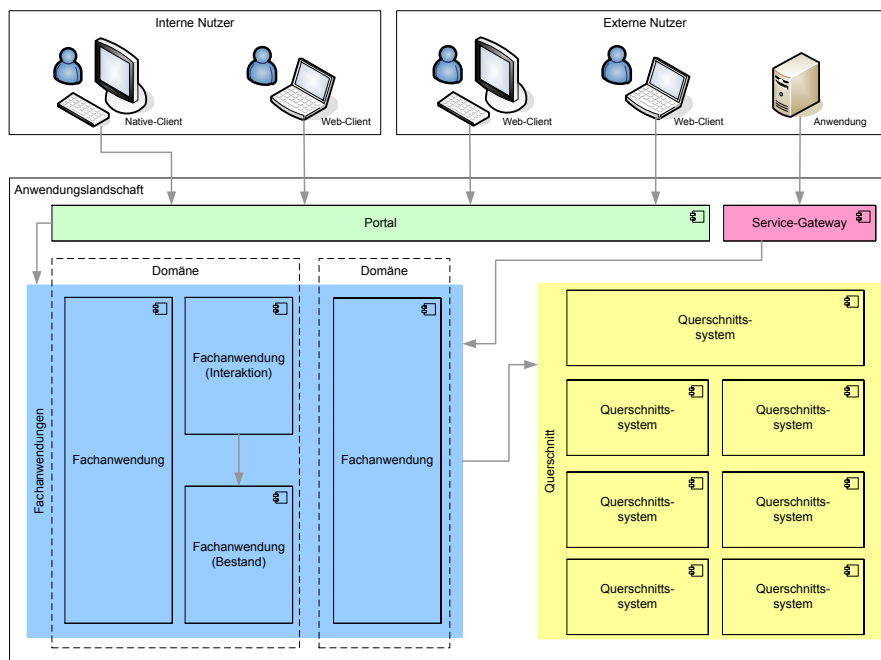 Interne Nutzer
Externe Nutzer
Native-Client
Web-Client
Web-Client
Web-Client
Anwendung
Anwendungslandschaft
Portal
Service-Gateway
Domäne
Domäne
Fachanwendungen
Fachanwendung
Fachanwendung
(Interaktion)
Fachanwendung
(Bestand)
Fachanwendung
Querschnitt
Querschnitts-
system
Querschnitts-
system
Querschnitts-
system
Querschnitts-
system
Querschnitts-
system
Querschnitts-
system
Querschnitts-
system